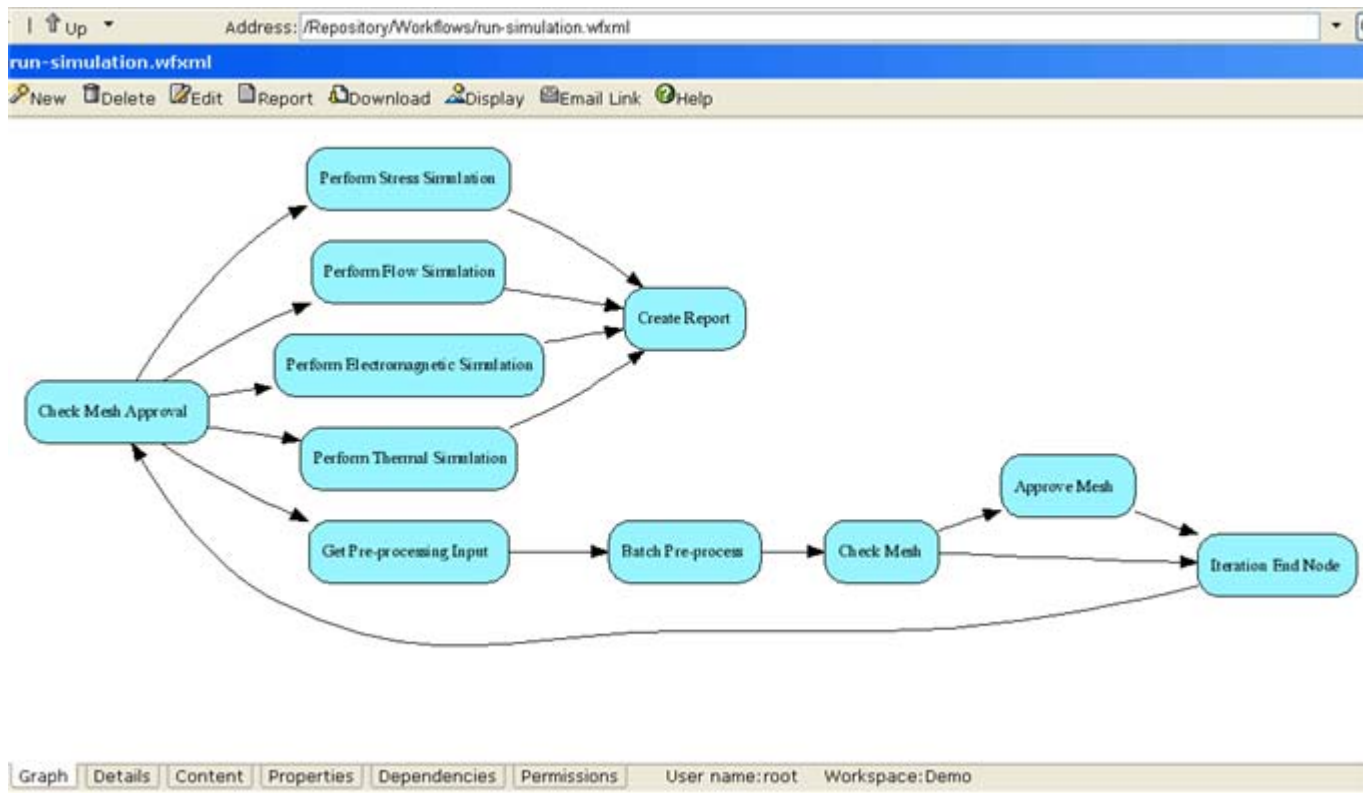 Up Address: /Repository/Workflows/run-simulation.wfxml
run-simulation.wfxml
New Delete Edit Report Download Display Email Link Help
Perform Stress Simulation
Perform Flow Simulation
Create Report
Perform Electromagnetic Simulation
Check Mesh Approval
Perform Thermal Simulation
Approve Mesh
Get Pre-processing Input
Batch Pre-process
Check Mesh
Iteration End Node
Graph Details Content Properties Dependencies Permissions User name:root Workspace:Demo